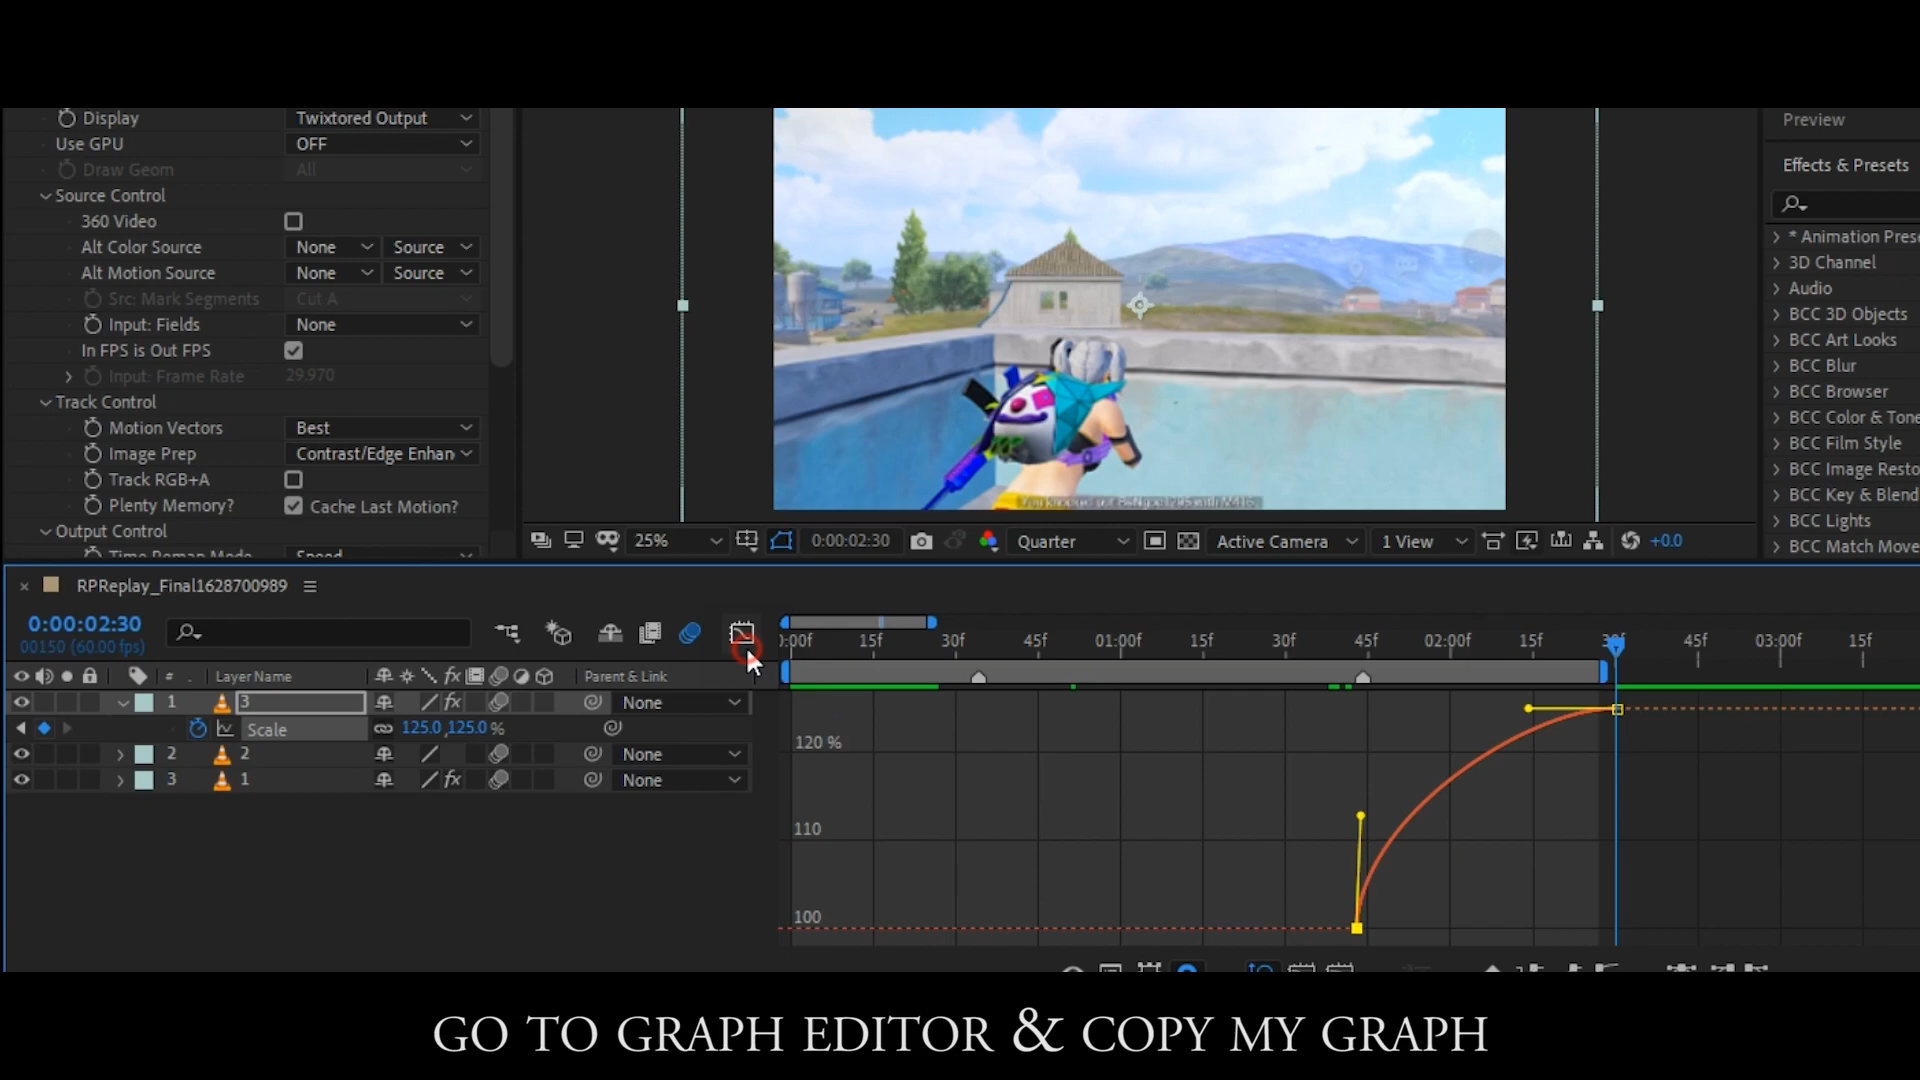 Display Twixtored Output
Use GPU OFF
Draw Geom All
Source Control
360 Video
Alt Color Source None Source
Alt Motion Source None Source
Src: Mark Segments Cut A
Input: Fields None
In FPS is Out FPS
Input: Frame Rate 29.970
Track Control
Motion Vectors Best
Image Prep Contrast/Edge Enhan
Track RGB+A
Plenty Memory? Cache Last Motion?
Output Control
Time Remap Mode Speed
25% 0:00:02:30 Quarter Active Camera 1 View +0.0
Preview
Effects & Presets
* Animation Prese
3D Channel
Audio
BCC 3D Objects
BCC Art Looks
BCC Blur
BCC Browser
BCC Color & Tone
BCC Film Style
BCC Image Resto
BCC Key & Blend
BCC Lights
BCC Match Move
RPReplay_Final1628700989
0:00:02:30
00150 (60.00 fps)
# Layer Name fx Parent & Link
1 3 fx None
Scale 125.0,125.0 %
2 2 None
3 1 fx None
:00f 15f 30f 45f 01:00f 15f 30f 45f 02:00f 15f 30f 45f 03:00f 15f
120 %
110
100
GO TO GRAPH EDITOR & COPY MY GRAPH